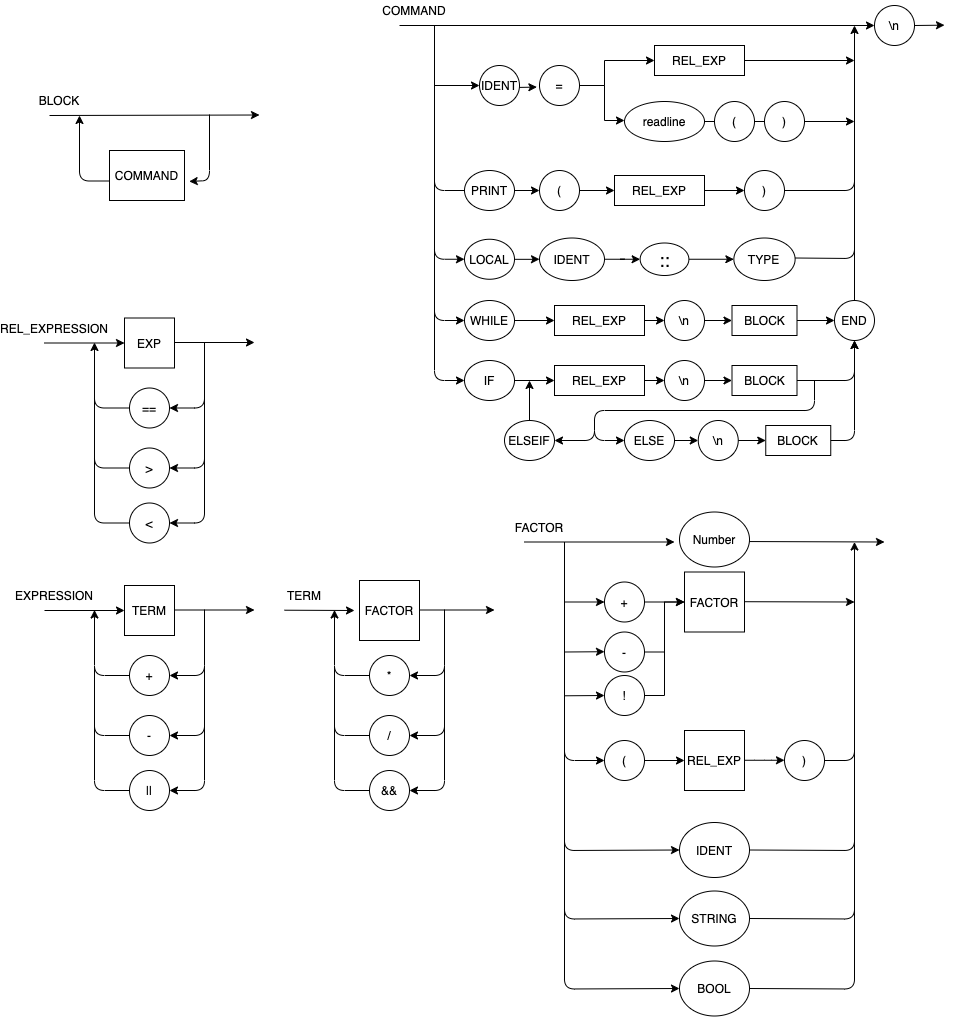 COMMAND
\n
REL_EXP
IDENT =
readline ( )
PRINT ( REL_EXP )
LOCAL IDENT - :: TYPE
WHILE REL_EXP \n BLOCK END
IF REL_EXP \n BLOCK
ELSEIF ELSE \n BLOCK
BLOCK
COMMAND
REL_EXPRESSION
EXP
==
>
<
EXPRESSION
TERM
+
-
||
TERM
FACTOR
*
/
&&
FACTOR
Number
+ FACTOR
-
!
( REL_EXP )
IDENT
STRING
BOOL